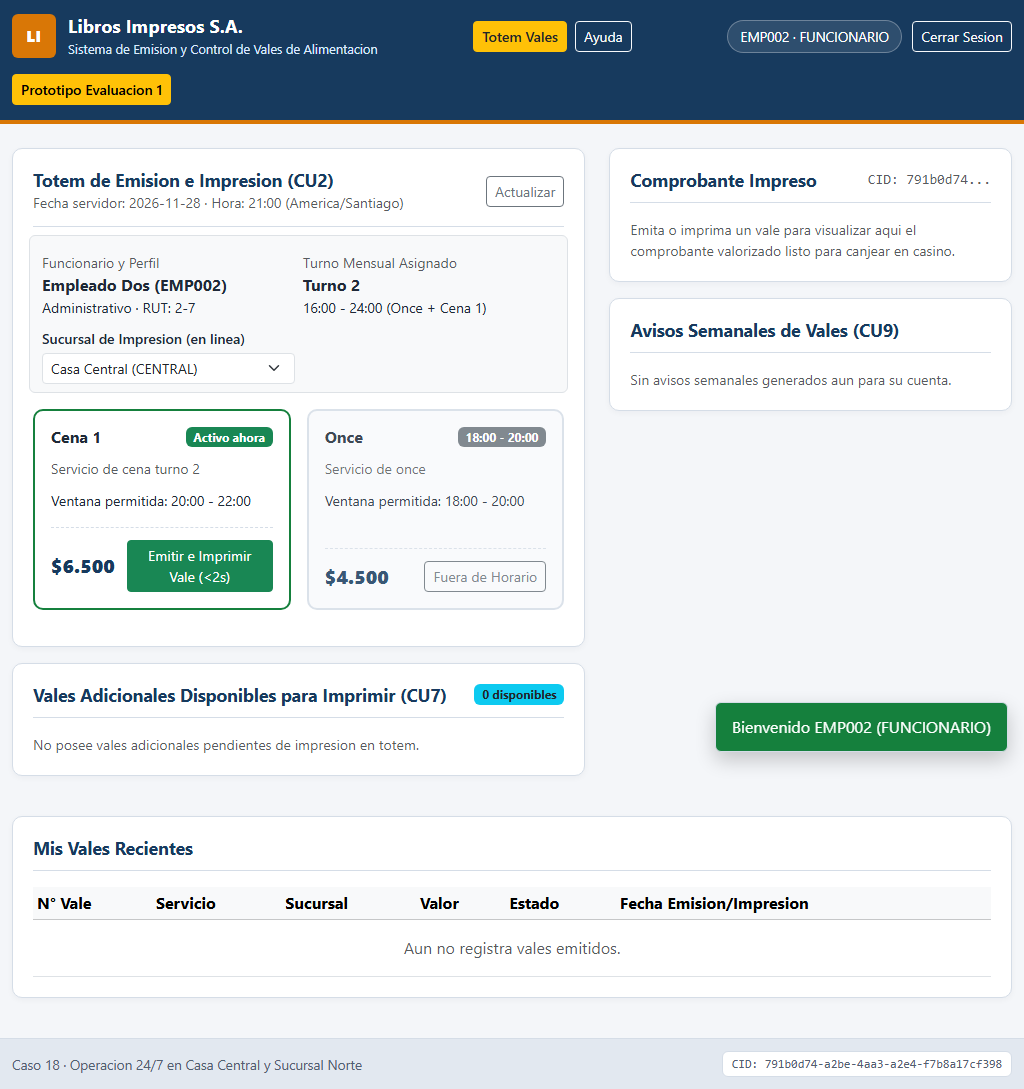 LI
Libros Impresos S.A.
Sistema de Emision y Control de Vales de Alimentacion
Totem Vales
Ayuda
EMP002 · FUNCIONARIO
Cerrar Sesion
Prototipo Evaluacion 1
Totem de Emision e Impresion (CU2)
Fecha servidor: 2026-11-28 · Hora: 21:00 (America/Santiago)
Actualizar
Funcionario y Perfil
Empleado Dos (EMP002)
Administrativo · RUT: 2-7
Turno Mensual Asignado
Turno 2
16:00 - 24:00 (Once + Cena 1)
Sucursal de Impresion (en linea)
Casa Central (CENTRAL)
Cena 1
Activo ahora
Servicio de cena turno 2
Ventana permitida: 20:00 - 22:00
$6.500
Emitir e Imprimir
Vale (<2s)
Once
18:00 - 20:00
Servicio de once
Ventana permitida: 18:00 - 20:00
$4.500
Fuera de Horario
Comprobante Impreso
CID: 791b0d74...
Emita o imprima un vale para visualizar aqui el
comprobante valorizado listo para canjear en casino.
Avisos Semanales de Vales (CU9)
Sin avisos semanales generados aun para su cuenta.
Vales Adicionales Disponibles para Imprimir (CU7)
0 disponibles
No posee vales adicionales pendientes de impresion en totem.
Bienvenido EMP002 (FUNCIONARIO)
Mis Vales Recientes
N° Vale
Servicio
Sucursal
Valor
Estado
Fecha Emision/Impresion
Aun no registra vales emitidos.
Caso 18 · Operacion 24/7 en Casa Central y Sucursal Norte
CID: 791b0d74-a2be-4aa3-a2e4-f7b8a17cf398